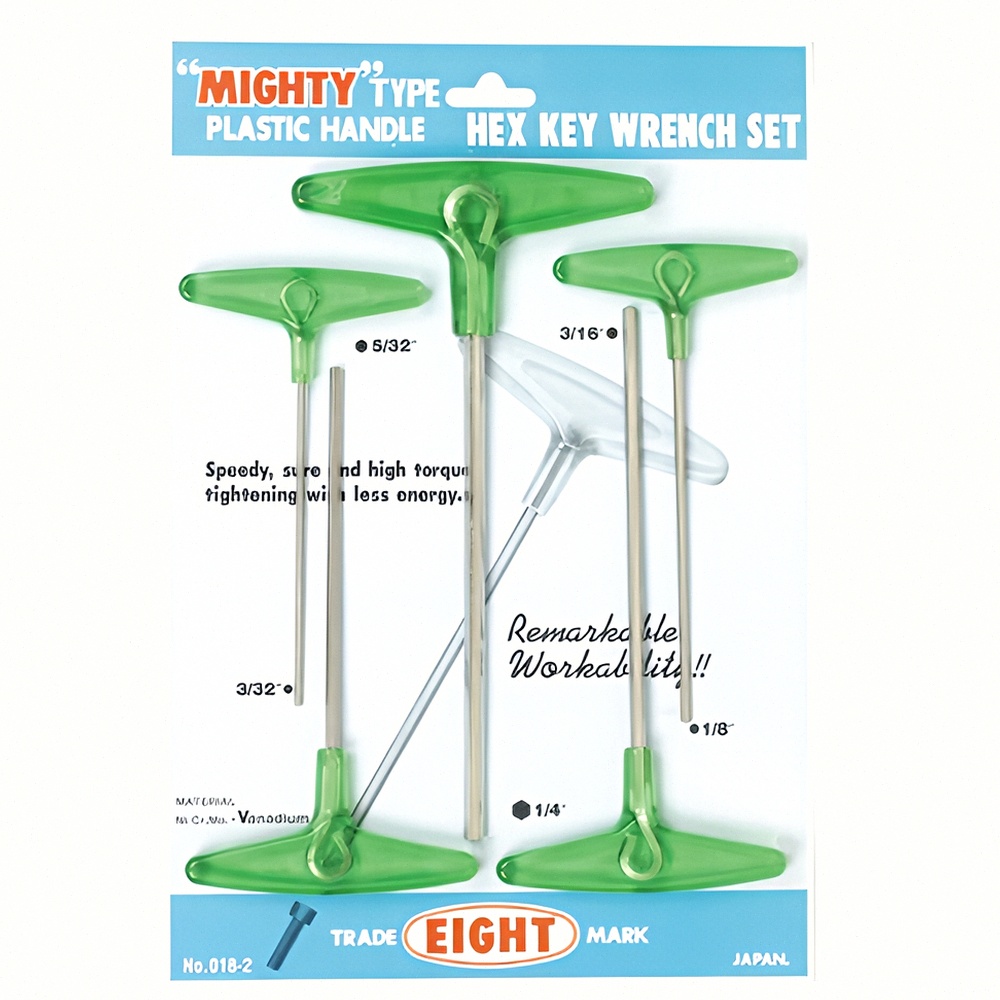 “MIGHTY” TYPE
PLASTIC HANDLE
HEX KEY WRENCH SET
5/32"
3/16"
Speedy, sure and high torque
tightening with less energy.
Remarkable
Workability!!
3/32"
1/8"
1/4"
Vanadium
TRADE EIGHT MARK
No.018-2
JAPAN.